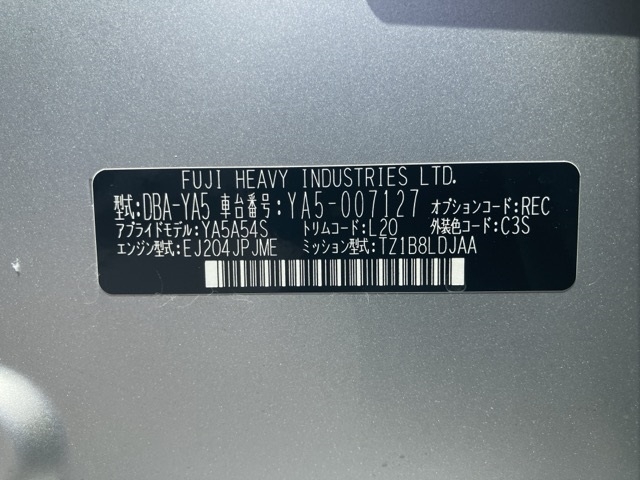 FUJI HEAVY INDUSTRIES LTD.
型式:DBA-YA5 車台番号:YA5-007127 オプションコード:REC
アプライドモデル:YA5A54S トリムコード:L20 外装色コード:C3S
エンジン型式:EJ204JPJME ミッション型式:TZ1B8LDJAA